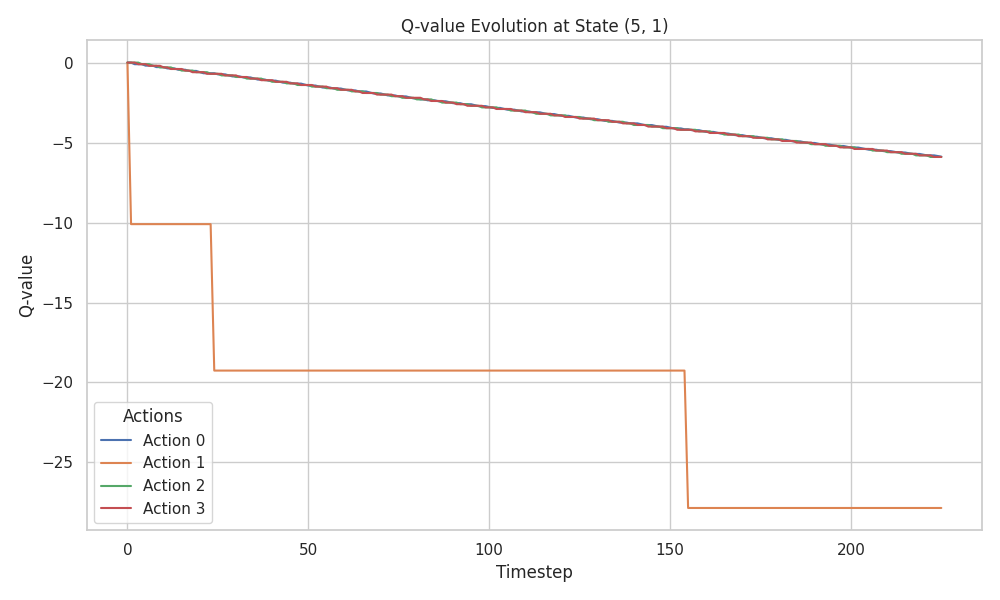 Q-value Evolution at State (5, 1)
Q-value
0
−5
−10
−15
−20
−25
Actions
Action 0
Action 1
Action 2
Action 3
0
50
100
150
200
Timestep